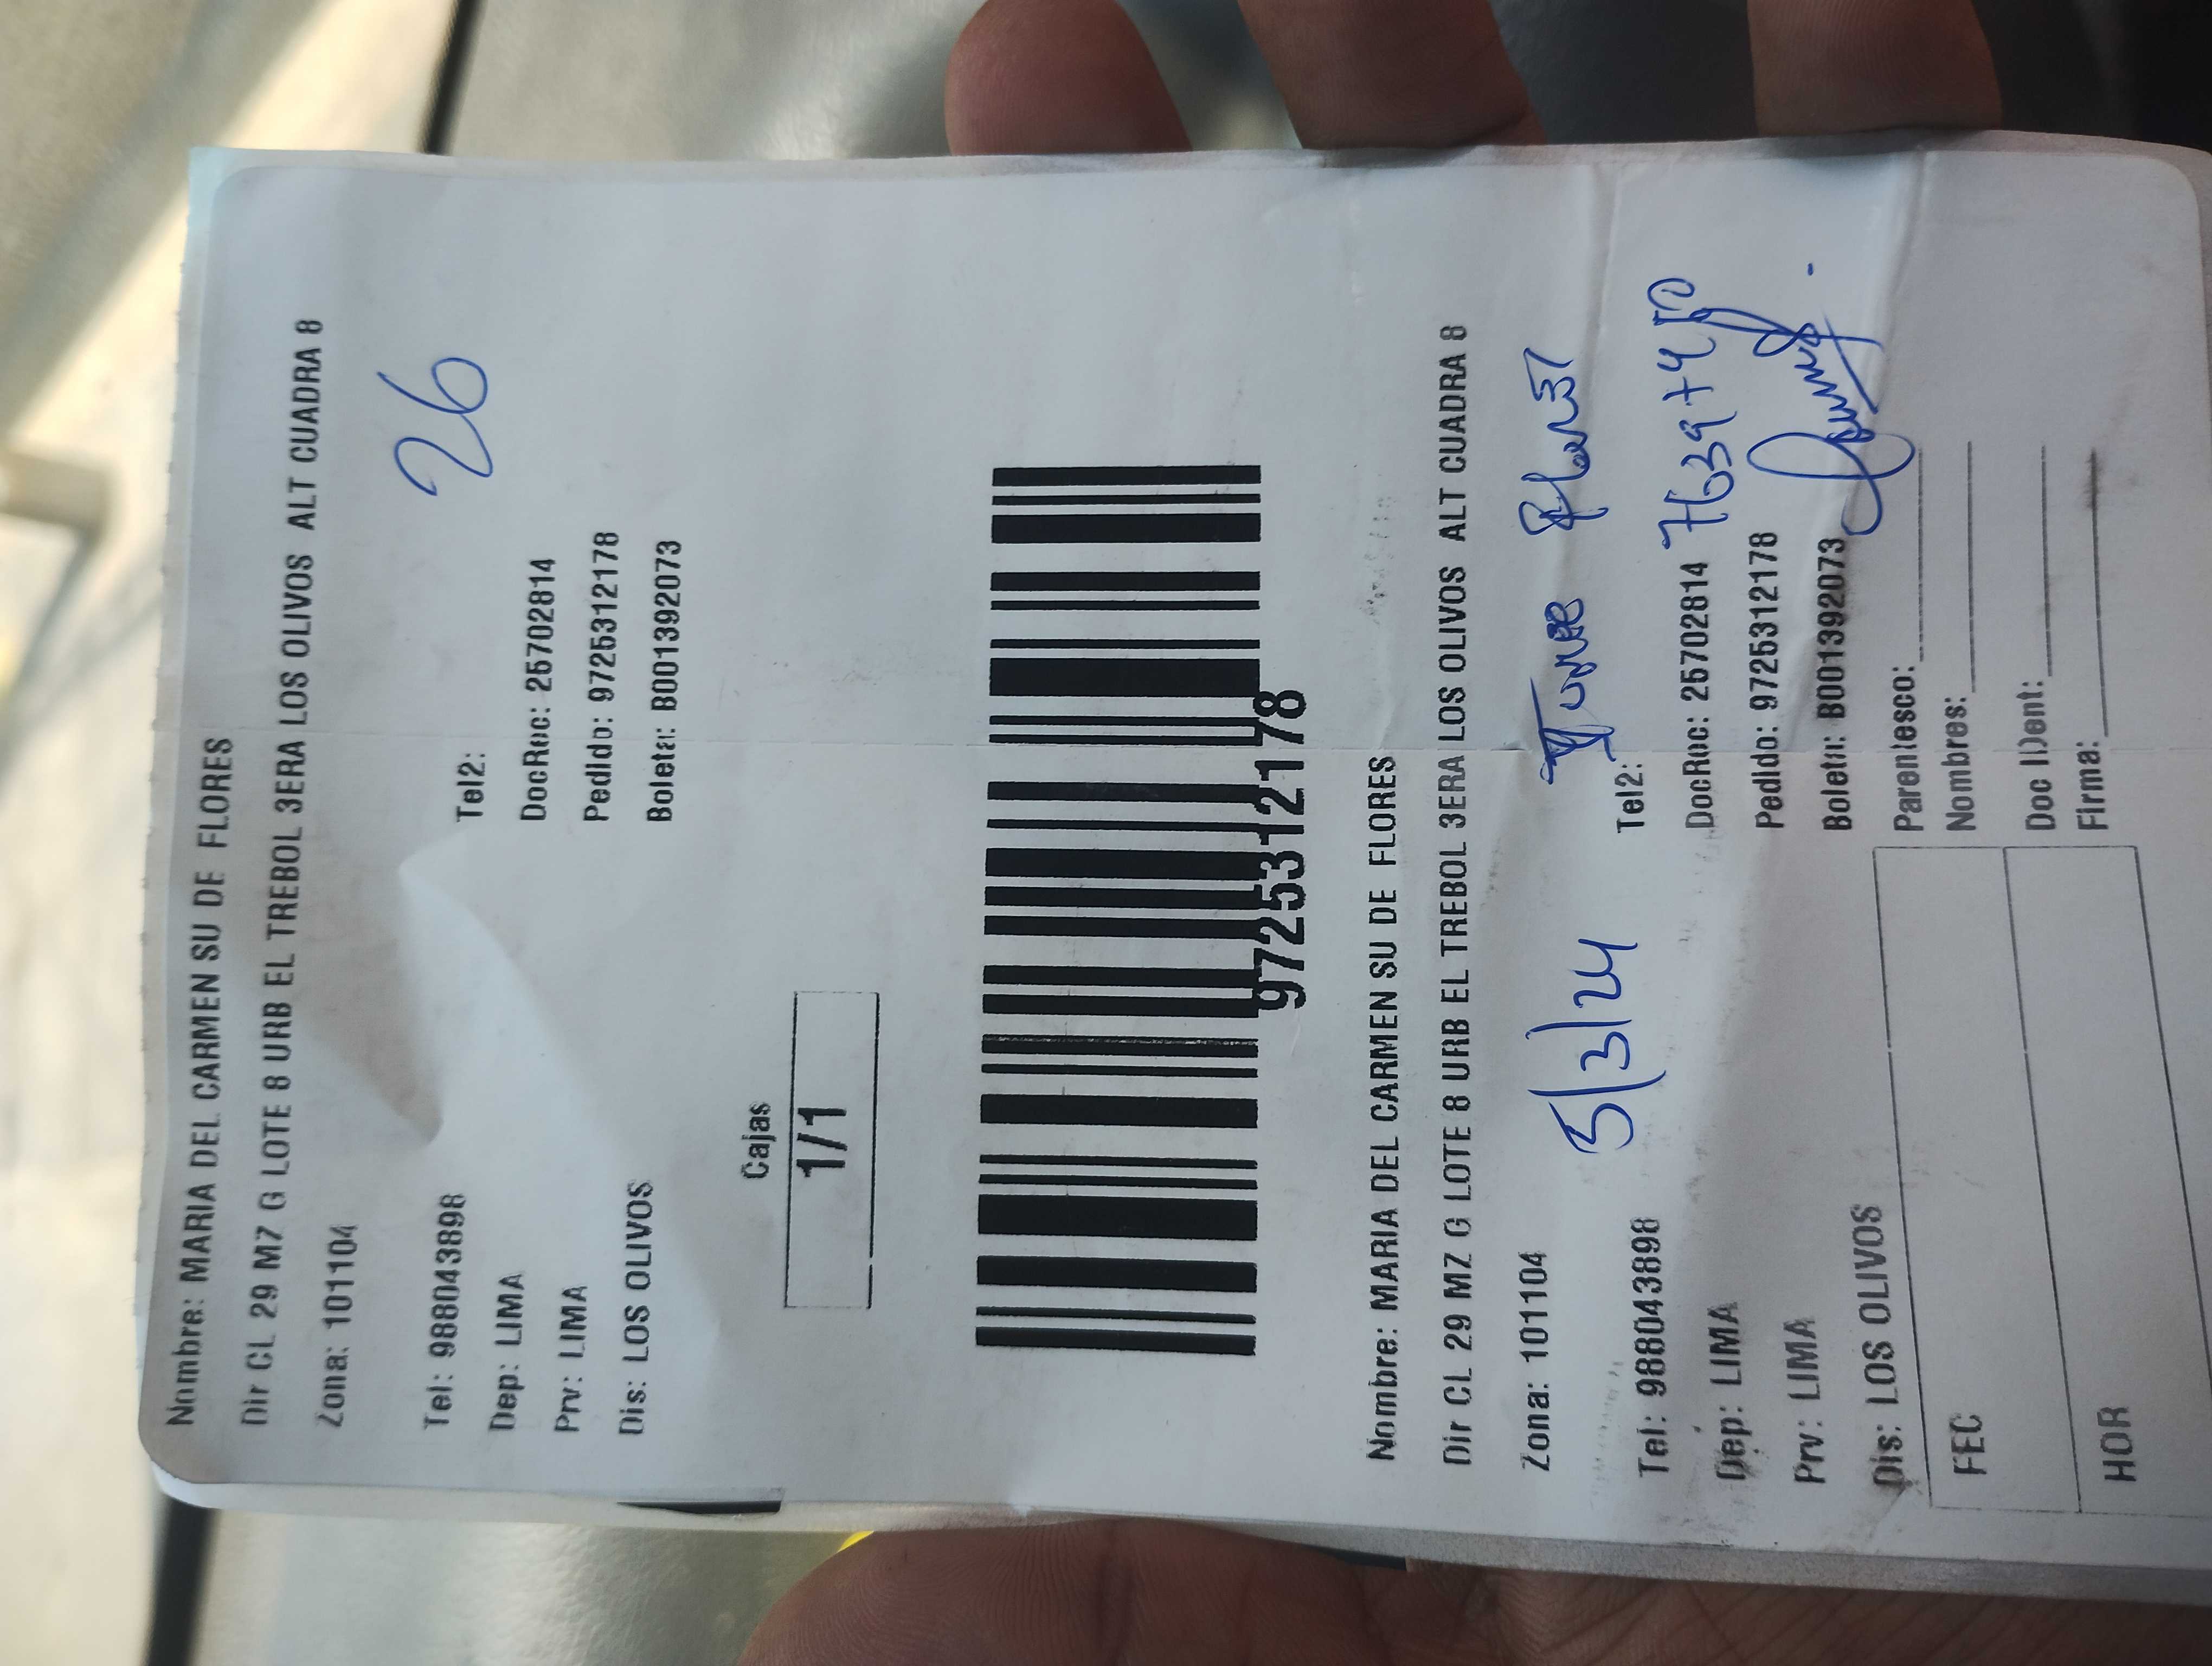 Nombre: MARIA DEL CARMEN SU DE FLORES
Dir CL 29 MZ G LOTE 8 URB EL TREBOL 3ERA LOS OLIVOS ALT CUADRA 8
Zona: 101104
26
Tel: 988043898 Tel2:
Dep: LIMA DocRuc: 25702814
Prv: LIMA Pedido: 9725312178
Dis: LOS OLIVOS Boleta: B001392073
Cajas
1/1
9725312178
Nombre: MARIA DEL CARMEN SU DE FLORES
Dir CL 29 MZ G LOTE 8 URB EL TREBOL 3ERA LOS OLIVOS ALT CUADRA 8
Zona: 101104
5/3/24
Tel: 988043898 Tel2:
Dep: LIMA DocRuc: 25702814
Prv: LIMA Pedido: 9725312178
Dis: LOS OLIVOS Boleta: B001392073
Parentesco:
FEC Nombres:
Doc IDent:
HOR Firma: